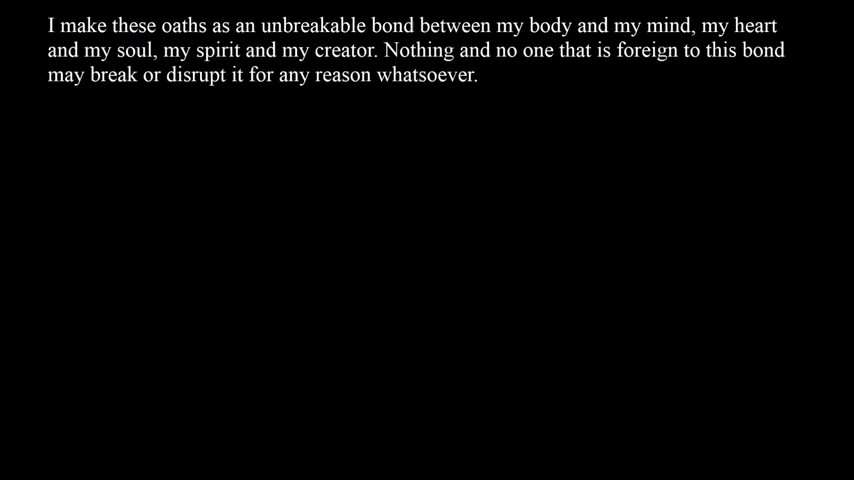 I make these oaths as an unbreakable bond between my body and my mind, my heart
and my soul, my spirit and my creator. Nothing and no one that is foreign to this bond
may break or disrupt it for any reason whatsoever.